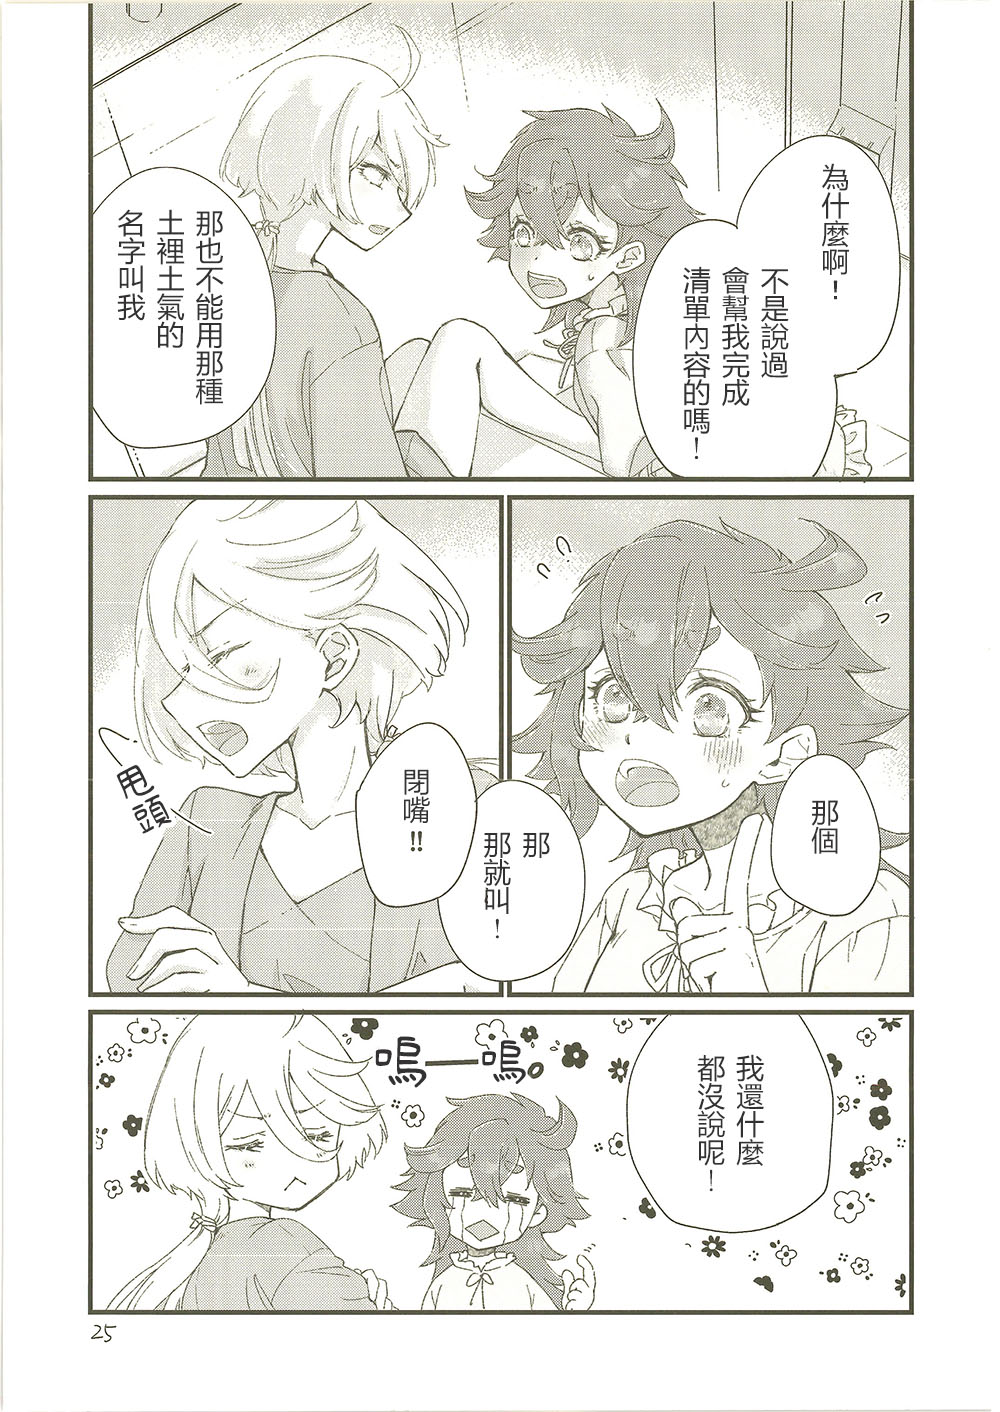 為什麼啊！
不是說過
會幫我完成
清單內容的嗎！
那也不能用那種
土裡土氣的
名字叫我
那個
那
那就叫！
閉嘴!!
甩頭
我還什麼
都沒說呢！
嗚—嗚。
25